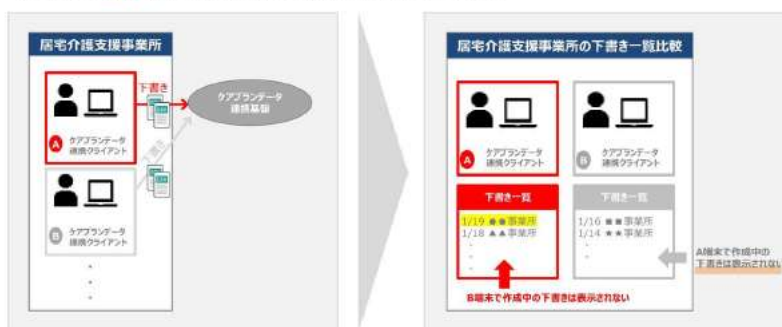 居宅介護支援事業所
下書き
ケアプランデータ
連携基盤
A
ケアプランデータ
連携クライアント
下書き
B
ケアプランデータ
連携クライアント
居宅介護支援事業所の下書き一覧比較
A
ケアプランデータ
連携クライアント
B
ケアプランデータ
連携クライアント
下書き一覧
1/19 ●■事業所
1/18 ▲▲事業所
下書き一覧
1/16 ■■事業所
1/14 ★★事業所
A端末で作成中の
下書きは表示されない
B端末で作成中の下書きは表示されない